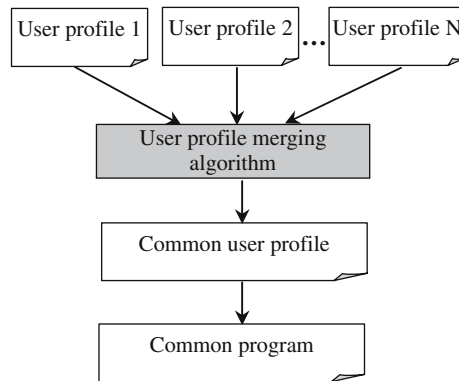 User profile 1 User profile 2 ... User profile N
User profile merging
algorithm
Common user profile
Common program